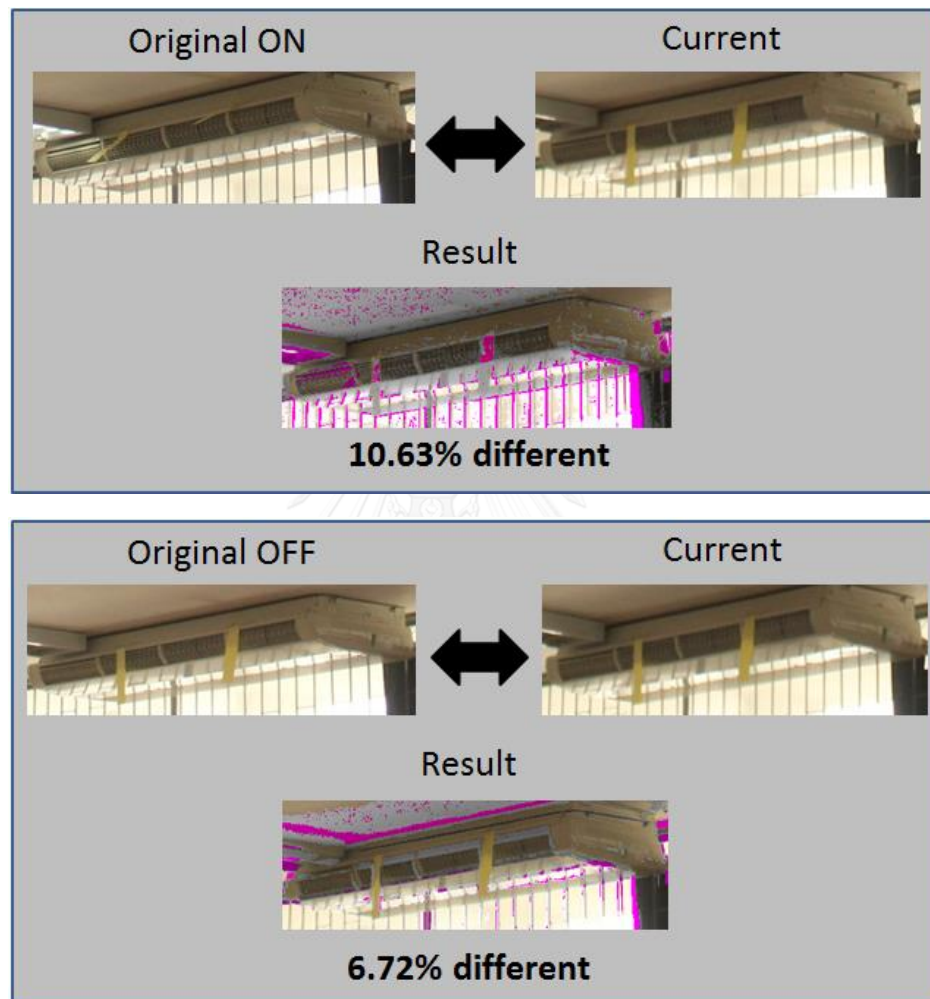 Original ON
Current
Result
10.63% different
Original OFF
Current
Result
6.72% different